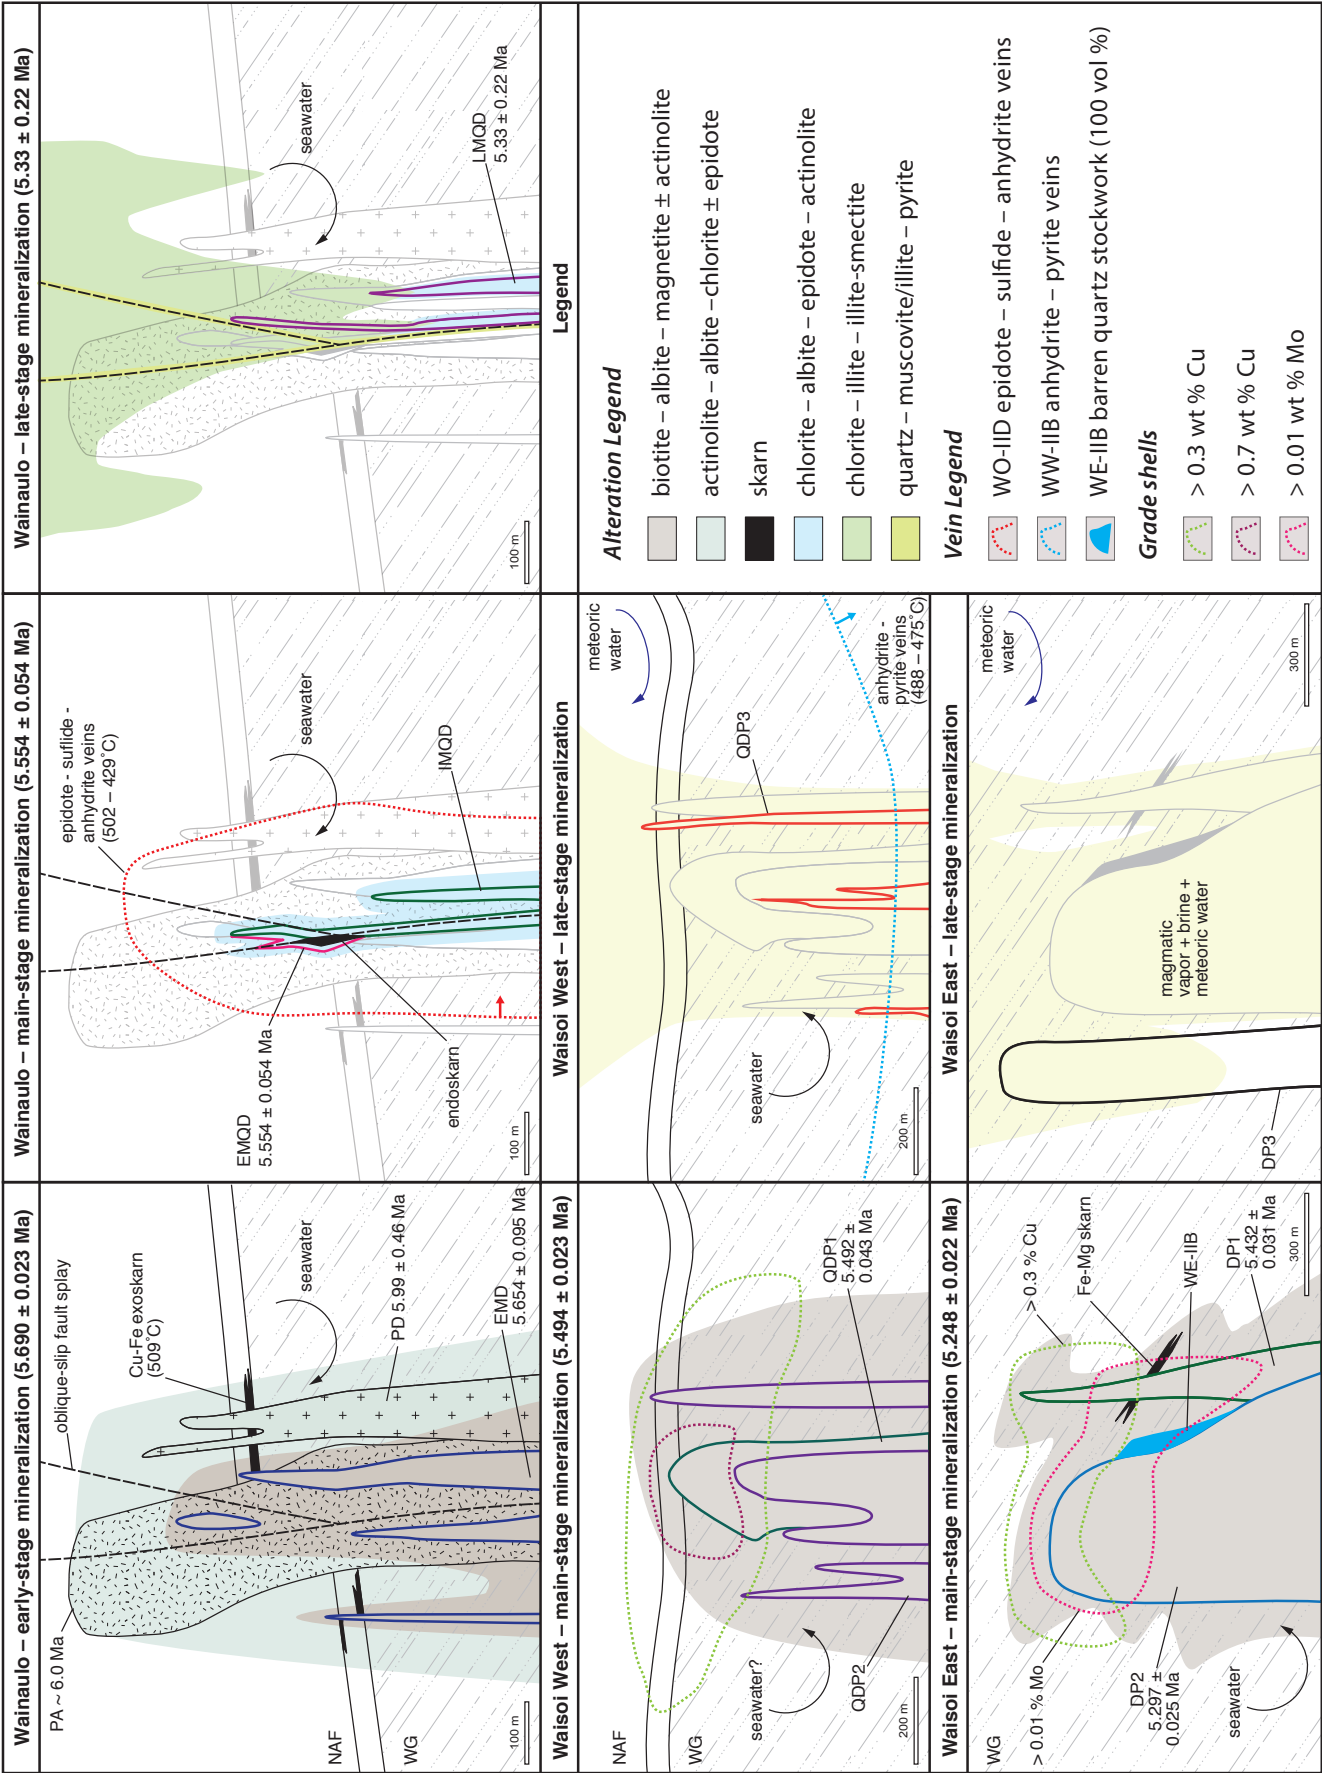 Wainaulo – early-stage mineralization (5.690 ± 0.023 Ma)
PA ~ 6.0 Ma
oblique-slip fault splay
Cu-Fe exoskarn
(509°C)
seawater
PD 5.99 ± 0.46 Ma
EMD
5.654 ± 0.095 Ma
NAF
WG
100 m
Wainaulo – main-stage mineralization (5.554 ± 0.054 Ma)
epidote - suflide -
anhydrite veins
(502 – 429°C)
seawater
IMQD
EMQD
5.554 ± 0.054 Ma
endoskarn
100 m
Wainaulo – late-stage mineralization (5.33 ± 0.22 Ma)
seawater
LMQD
5.33 ± 0.22 Ma
100 m
Waisoi West – main-stage mineralization (5.494 ± 0.023 Ma)
NAF
WG
seawater?
QDP2
QDP1
5.492 ±
0.043 Ma
200 m
Waisoi West – late-stage mineralization
meteoric
water
QDP3
seawater
anhydrite -
pyrite veins
(488 – 475°C)
200 m
Waisoi East – main-stage mineralization (5.248 ± 0.022 Ma)
WG
> 0.01 % Mo
> 0.3 % Cu
Fe-Mg skarn
WE-IIB
DP1
5.432 ±
0.031 Ma
DP2
5.297 ±
0.025 Ma
seawater
300 m
Waisoi East – late-stage mineralization
meteoric
water
magmatic
vapor + brine +
meteoric water
DP3
300 m
Legend
Alteration Legend
biotite – albite – magnetite ± actinolite
actinolite – albite –chlorite ± epidote
skarn
chlorite – albite – epidote – actinolite
chlorite – illite – illite-smectite
quartz – muscovite/illite – pyrite
Vein Legend
WO-IID epidote – sulfide – anhydrite veins
WW-IIB anhydrite – pyrite veins
WE-IIB barren quartz stockwork (100 vol %)
Grade shells
> 0.3 wt % Cu
> 0.7 wt % Cu
> 0.01 wt % Mo